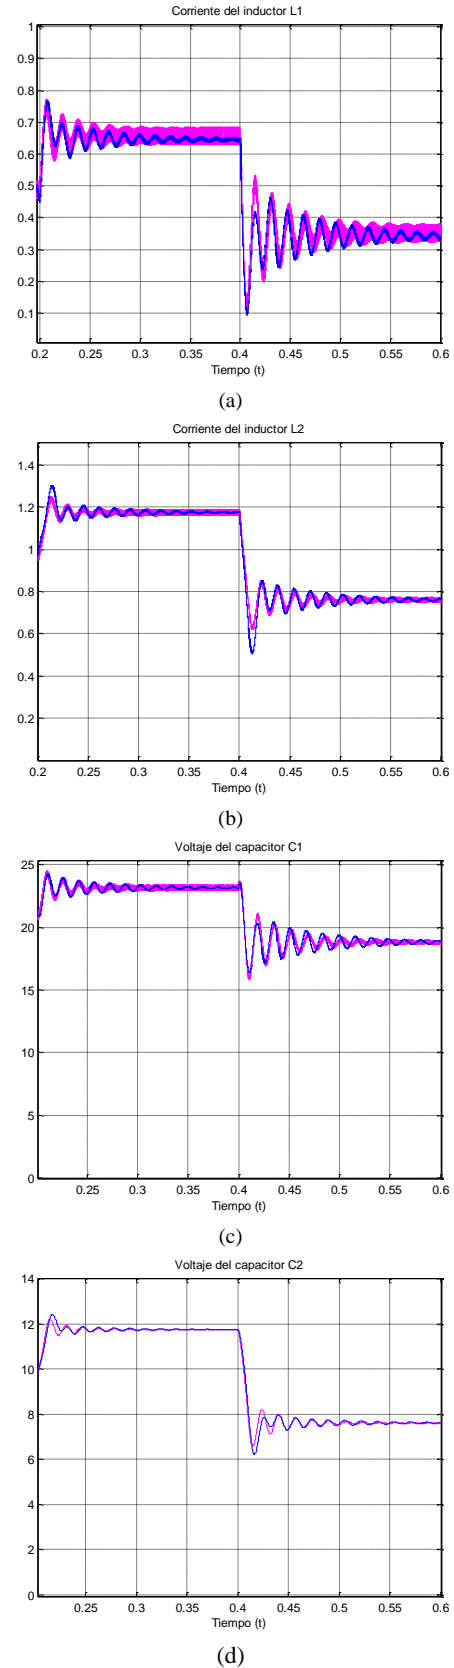 Corriente del inductor L1
1
0.9
0.8
0.7
0.6
0.5
0.4
0.3
0.2
0.1
0.2 0.25 0.3 0.35 0.4 0.45 0.5 0.55 0.6
Tiempo (t)
(a)
Corriente del inductor L2
1.4
1.2
1
0.8
0.6
0.4
0.2
0.2 0.25 0.3 0.35 0.4 0.45 0.5 0.55 0.6
Tiempo (t)
(b)
Voltaje del capacitor C1
25
20
15
10
5
0
0.25 0.3 0.35 0.4 0.45 0.5 0.55 0.6
Tiempo (t)
(c)
Voltaje del capacitor C2
14
12
10
8
6
4
2
0
0.25 0.3 0.35 0.4 0.45 0.5 0.55 0.6
Tiempo (t)
(d)